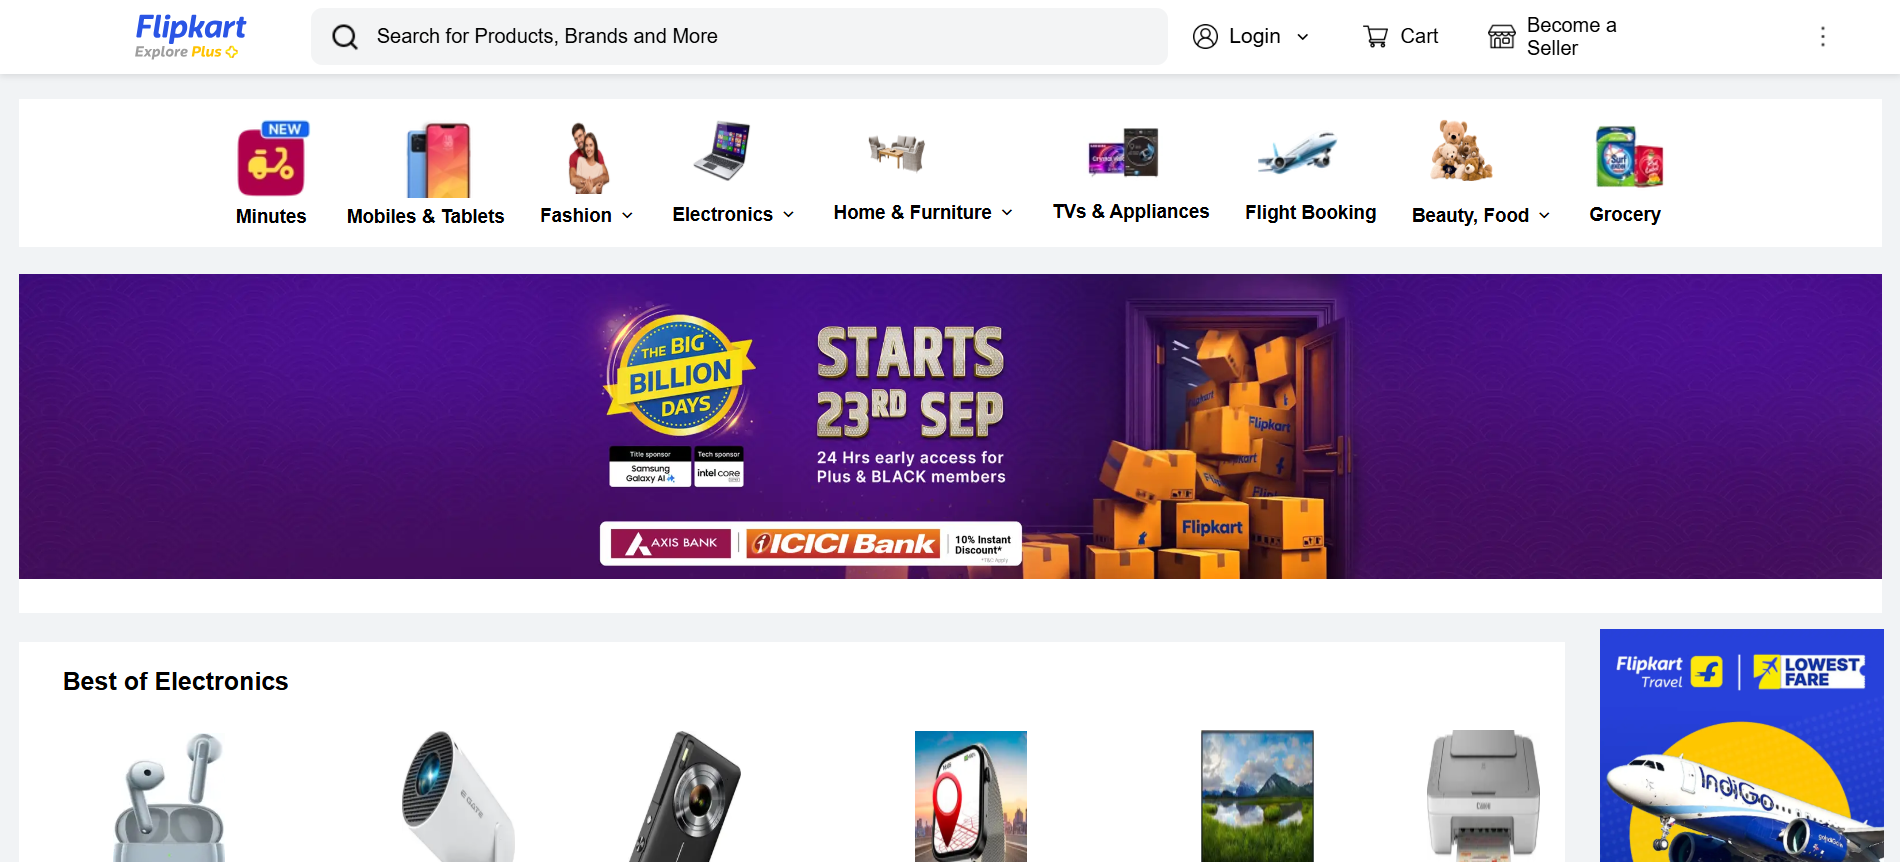 Flipkart
Explore Plus
Search for Products, Brands and More
Login
Cart
Become a
Seller
NEW
Minutes
Mobiles & Tablets
Fashion
Electronics
Home & Furniture
TVs & Appliances
Flight Booking
Beauty, Food
Grocery
THE BIG
BILLION
DAYS
Title sponsor
Samsung
Galaxy AI
Tech sponsor
intel core
STARTS
23RD SEP
24 Hrs early access for
Plus & BLACK members
AXIS BANK
ICICI Bank
10% Instant
Discount*
Flipkart
Flipkart
Flipkart
Best of Electronics
Flipkart
Travel
LOWEST
FARE
IndiGo